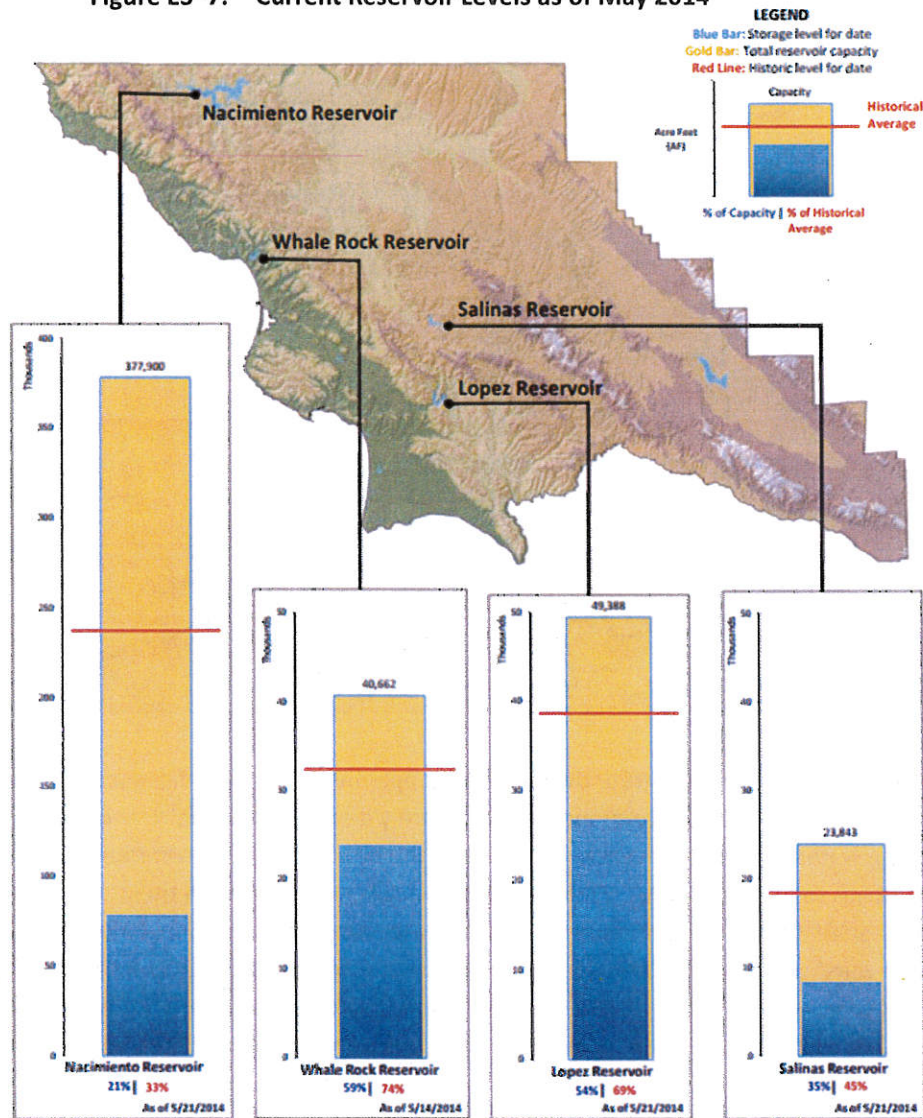 Figure ES-7. Current Reservoir Levels as of May 2014
LEGEND
Blue Bar: Storage level for date
Gold Bar: Total reservoir capacity
Red Line: Historic level for date
Capacity
Historical
Average
Acre Feet
(AF)
% of Capacity | % of Historical
Average
Nacimiento Reservoir
Whale Rock Reservoir
Salinas Reservoir
Lopez Reservoir
Thousands
400
377,900
350
300
250
200
150
100
50
0
Nacimiento Reservoir
21% | 33%
As of 5/21/2014
Thousands
50
40,662
40
30
20
10
0
Whale Rock Reservoir
59% | 74%
As of 5/14/2014
Thousands
50
49,388
40
30
20
10
0
Lopez Reservoir
54% | 69%
As of 5/21/2014
Thousands
50
40
30
23,843
20
10
0
Salinas Reservoir
35% | 45%
As of 5/21/2014